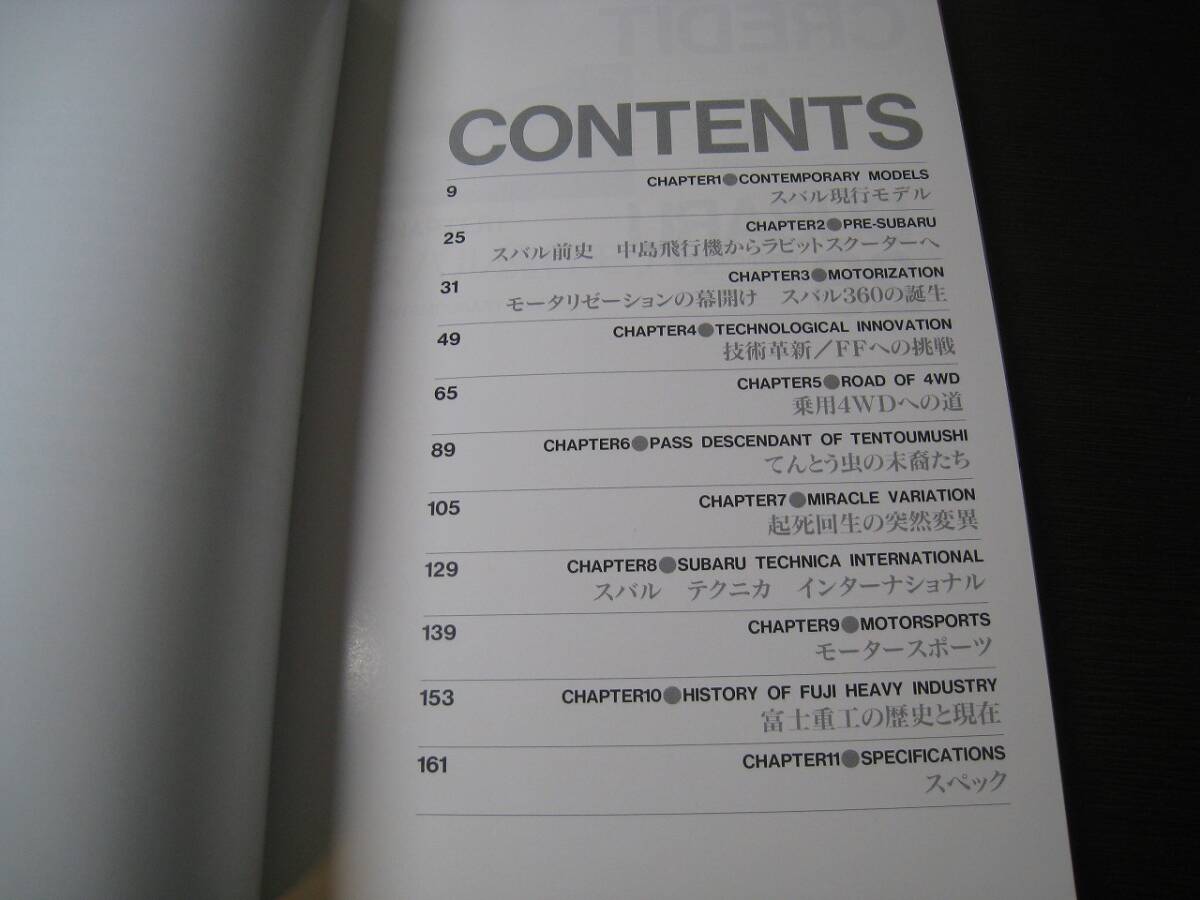 CONTENTS
9
CHAPTER1●CONTEMPORARY MODELS
スバル現行モデル
25
CHAPTER2●PRE-SUBARU
スバル前史　中島飛行機からラビットスクーターへ
31
CHAPTER3●MOTORIZATION
モータリゼーションの幕開け　スバル360の誕生
49
CHAPTER4●TECHNOLOGICAL INNOVATION
技術革新／FFへの挑戦
65
CHAPTER5●ROAD OF 4WD
乗用4WDへの道
89
CHAPTER6●PASS DESCENDANT OF TENTOUMUSHI
てんとう虫の末裔たち
105
CHAPTER7●MIRACLE VARIATION
起死回生の突然変異
129
CHAPTER8●SUBARU TECHNICA INTERNATIONAL
スバル　テクニカ　インターナショナル
139
CHAPTER9●MOTORSPORTS
モータースポーツ
153
CHAPTER10●HISTORY OF FUJI HEAVY INDUSTRY
富士重工の歴史と現在
161
CHAPTER11●SPECIFICATIONS
スペック